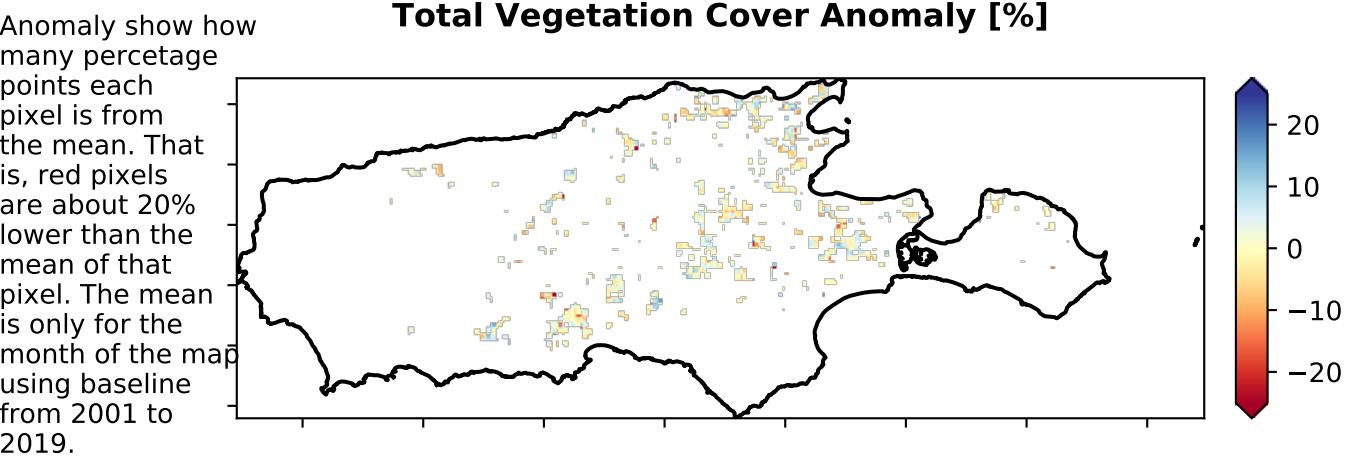 Total Vegetation Cover Anomaly [%]
Anomaly show how
many percetage
points each
pixel is from
the mean. That
is, red pixels
are about 20%
lower than the
mean of that
pixel. The mean
is only for the
month of the map
using baseline
from 2001 to
2019.
20
10
0
−10
−20